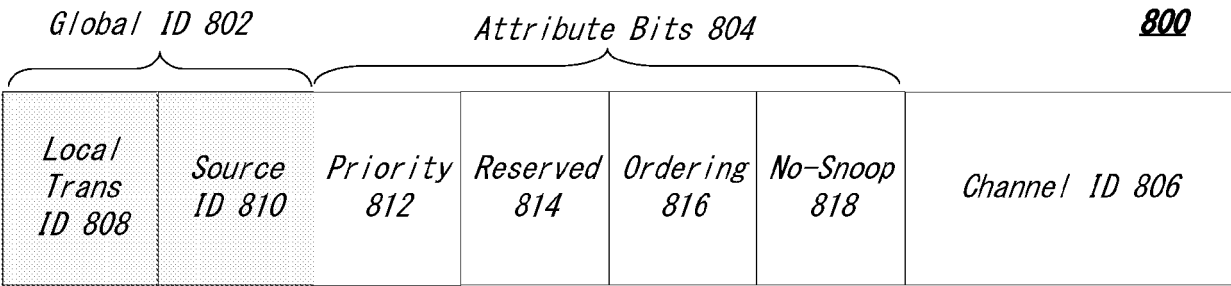 Global ID 802
Attribute Bits 804
800
Local
Trans
ID 808
Source
ID 810
Priority
812
Reserved
814
Ordering
816
No-Snoop
818
Channel ID 806